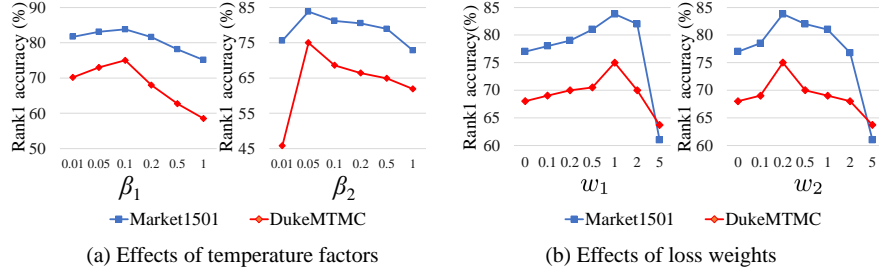 Rank1 accuracy (%)
90
80
70
60
50
0.01 0.05 0.1 0.2 0.5 1
β1
Rank1 accuracy (%)
85
75
65
55
45
0.01 0.05 0.1 0.2 0.5 1
β2
Market1501 DukeMTMC
(a) Effects of temperature factors
Rank1 accuracy(%)
85
80
75
70
65
60
0 0.1 0.2 0.5 1 2 5
w1
Rank1 accuracy (%)
85
80
75
70
65
60
0 0.1 0.2 0.5 1 2 5
w2
Market1501 DukeMTMC
(b) Effects of loss weights